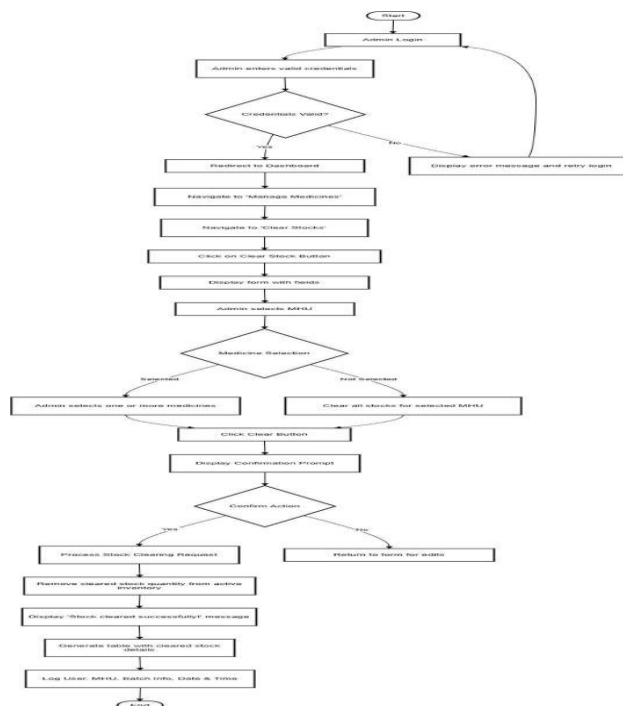 Start
Admin Login
Admin enters valid credentials
Credentials Valid?
Yes
No
Redirect to Dashboard
Display error message and retry login
Navigate to 'Manage Medicines'
Navigate to 'Clear Stocks'
Click on Clear Stock Button
Display form with fields
Admin selects MHU
Medicine Selection
Selected
Not Selected
Admin selects one or more medicines
Clear all stocks for selected MHU
Click Clear Button
Display Confirmation Prompt
Confirm Action
Yes
No
Process Stock Clearing Request
Return to form for edits
Remove cleared stock quantity from active
inventory
Display 'Stock cleared successfully!' message
Generate table with cleared stock
details
Log User, MHU, Batch Info, Date & Time
End